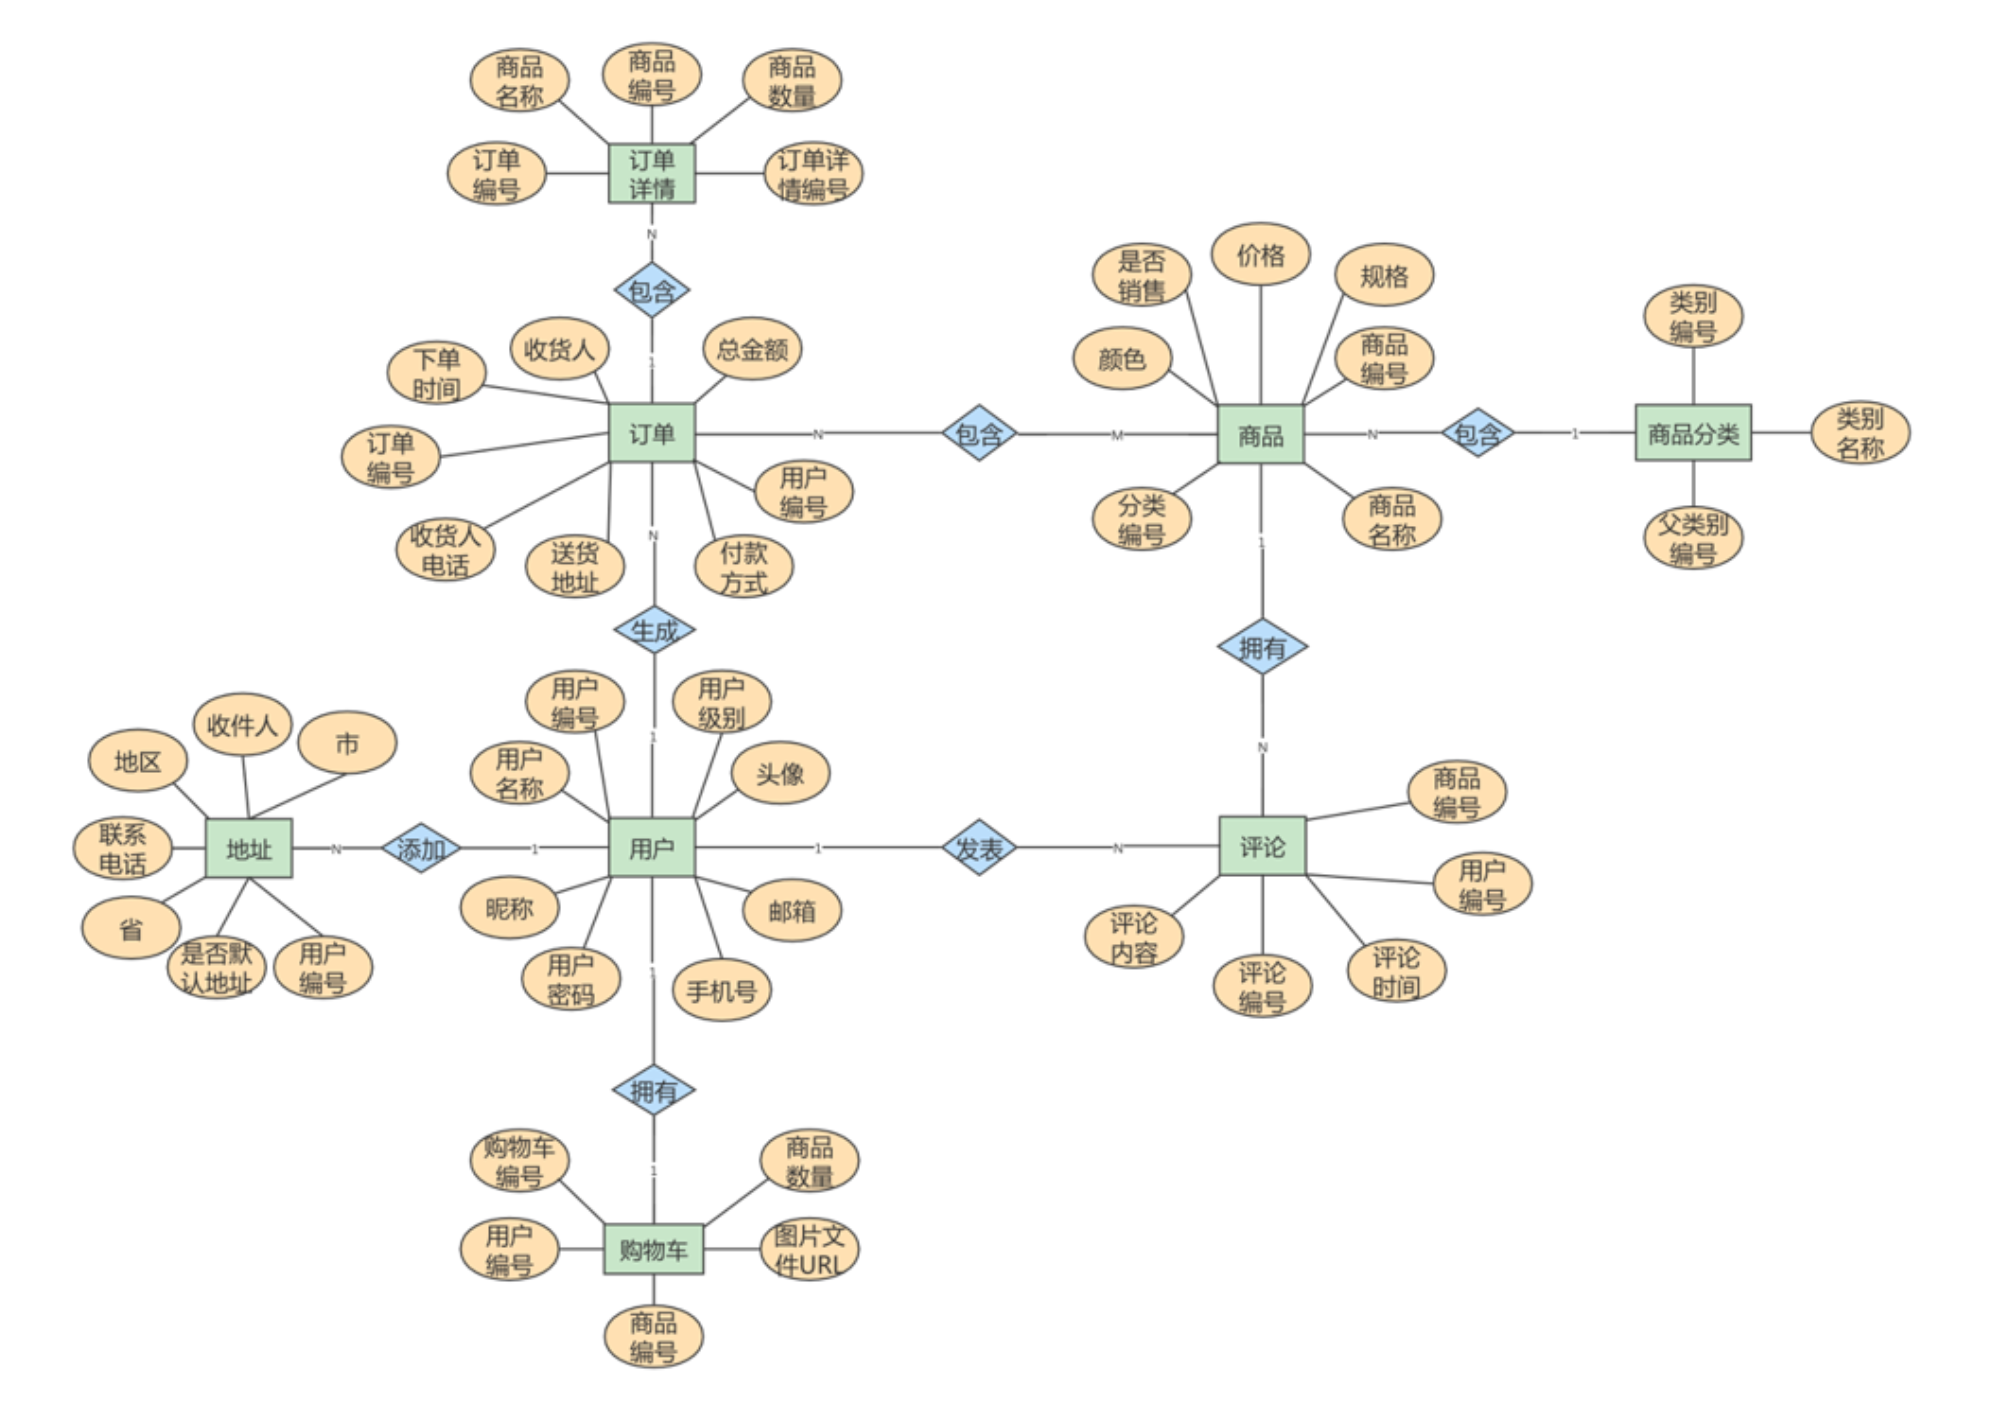 商品
名称
商品
编号
商品
数量
订单
编号
订单
详情
订单详
情编号
N
包含
1
下单
时间
收货人
总金额
订单
编号
订单
用户
编号
收货人
电话
送货
地址
付款
方式
N
包含
M
是否
销售
价格
规格
颜色
商品
编号
商品
分类
编号
商品
名称
N
包含
1
类别
编号
商品分类
类别
名称
父类别
编号
N
生成
1
1
拥有
N
用户
编号
用户
级别
用户
名称
头像
用户
昵称
邮箱
用户
密码
手机号
地区
收件人
市
联系
电话
地址
省
是否默
认地址
用户
编号
N
添加
1
1
发表
N
商品
编号
评论
用户
编号
评论
内容
评论
编号
评论
时间
1
拥有
1
购物车
编号
商品
数量
用户
编号
购物车
图片文
件URL
商品
编号